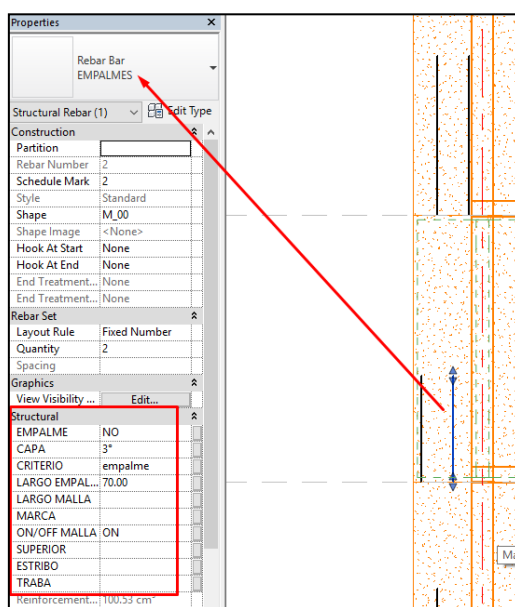 Properties ×
Rebar Bar
EMPALMES
Structural Rebar (1) Edit Type
Construction
Partition
Rebar Number 2
Schedule Mark 2
Style Standard
Shape M_00
Shape Image <None>
Hook At Start None
Hook At End None
End Treatment... None
End Treatment... None
Rebar Set
Layout Rule Fixed Number
Quantity 2
Spacing
Graphics
View Visibility ... Edit...
Structural
EMPALME NO
CAPA 3°
CRITERIO empalme
LARGO EMPAL... 70.00
LARGO MALLA
MARCA
ON/OFF MALLA ON
SUPERIOR
ESTRIBO
TRABA
Reinforcement... 100.53 cm³
Ma